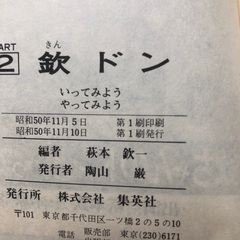 ART
2 欽ドン
きん
いってみよう
やってみよう
昭和50年11月5日 第1刷印刷
昭和50年11月10日 第1刷発行
編者 萩本欽一
発行者 陶山巌
発行所 株式会社 集英社
〒101 東京都千代田区一ツ橋2の5の10
電話 販売部 東京(230)6171